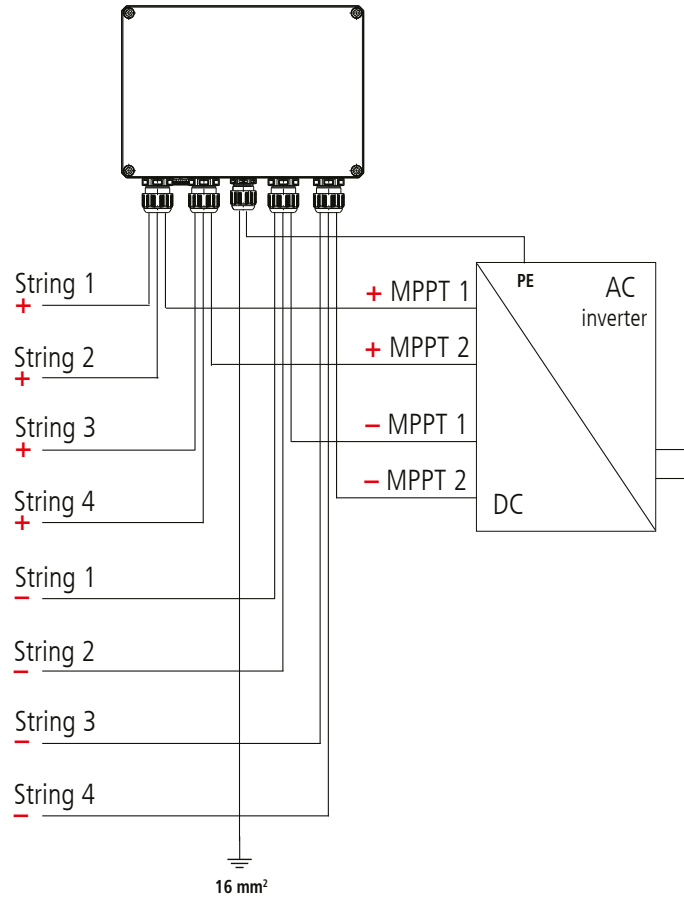 String 1
+
String 2
+
String 3
+
String 4
+
String 1
–
String 2
–
String 3
–
String 4
–
+ MPPT 1
+ MPPT 2
– MPPT 1
– MPPT 2
PE
AC
inverter
DC
16 mm²